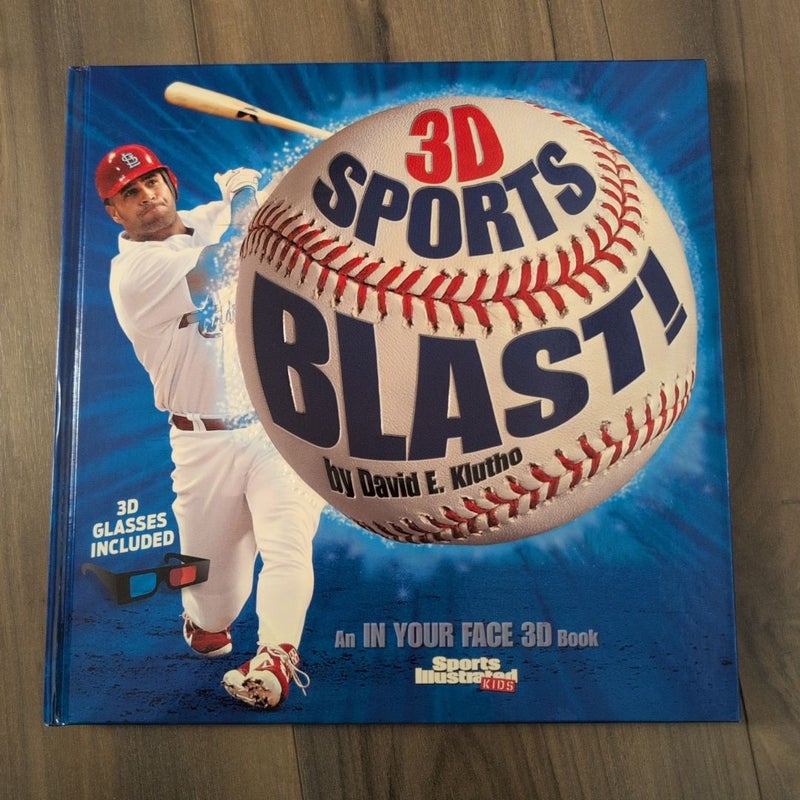 3D
SPORTS
BLAST!
by David E. Klutho
3D
GLASSES
INCLUDED
An IN YOUR FACE 3D Book
Sports
Illustrated
KIDS